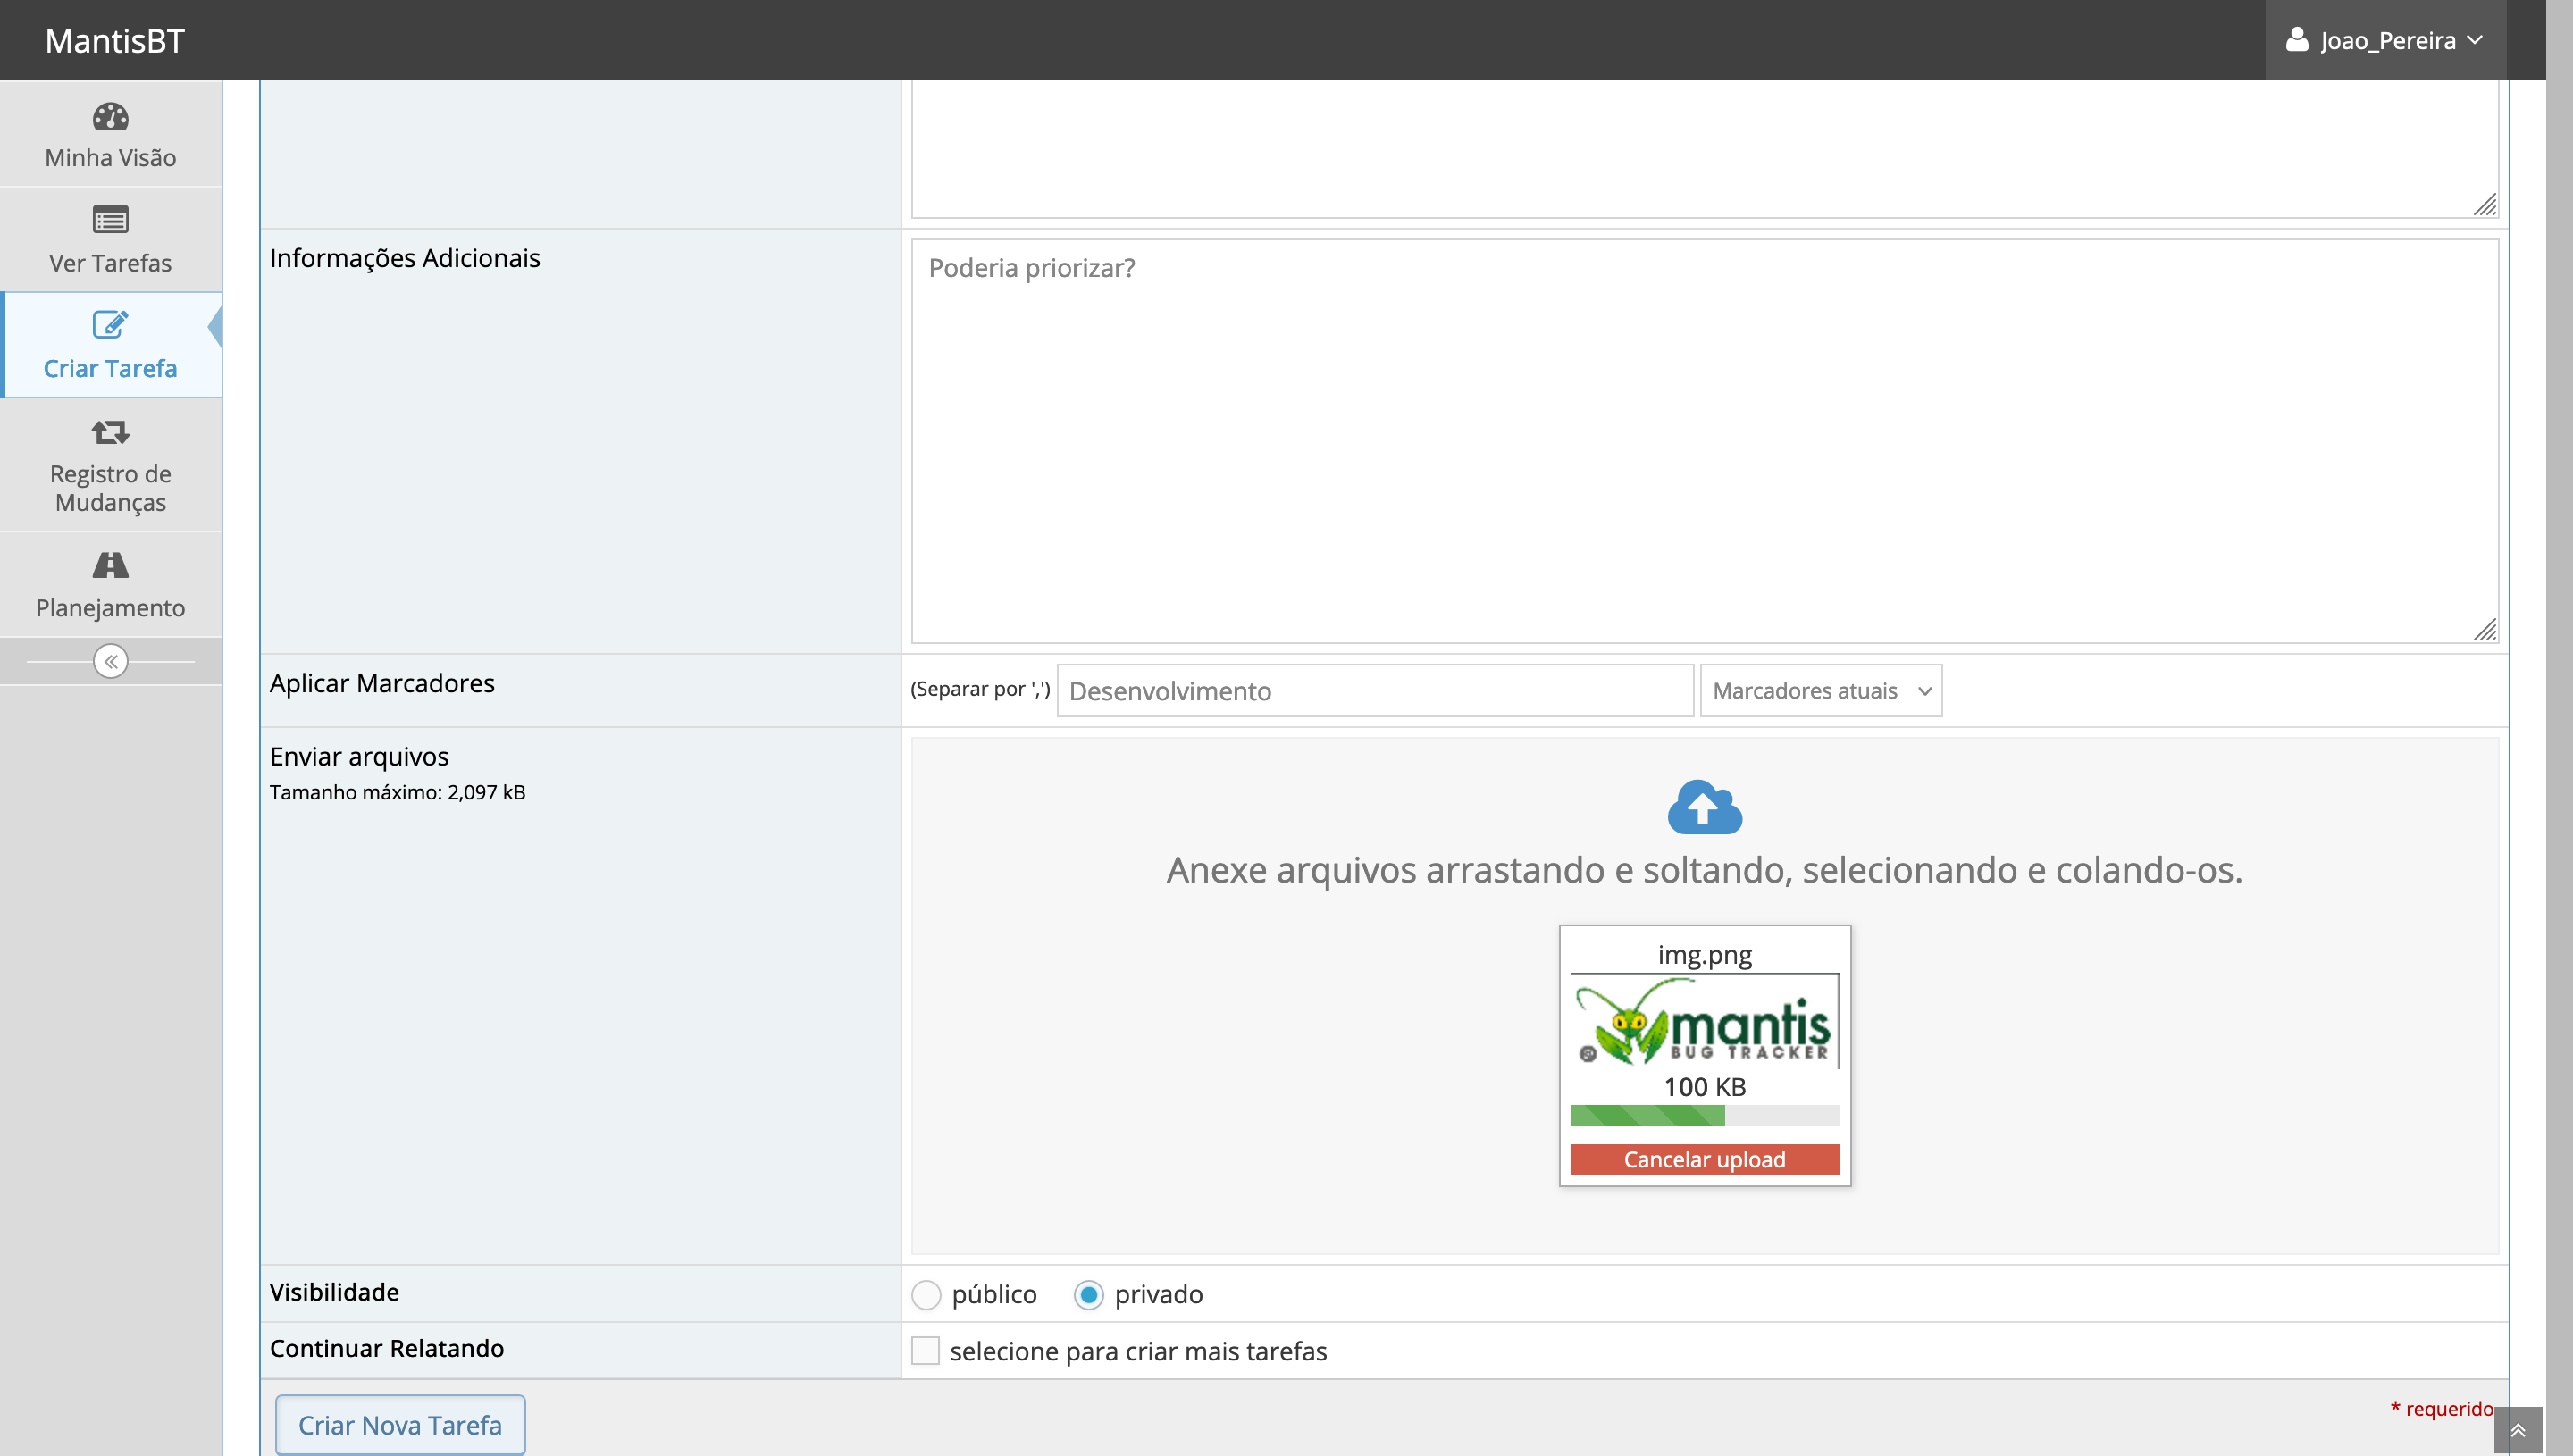 MantisBT
Joao_Pereira
Minha Visão
Ver Tarefas
Criar Tarefa
Registro de
Mudanças
Planejamento
Informações Adicionais
Poderia priorizar?
Aplicar Marcadores
(Separar por ',')
Desenvolvimento
Marcadores atuais
Enviar arquivos
Tamanho máximo: 2,097 kB
Anexe arquivos arrastando e soltando, selecionando e colando-os.
img.png
mantis
BUG TRACKER
100 KB
Cancelar upload
Visibilidade
público
privado
Continuar Relatando
selecione para criar mais tarefas
Criar Nova Tarefa
* requerido